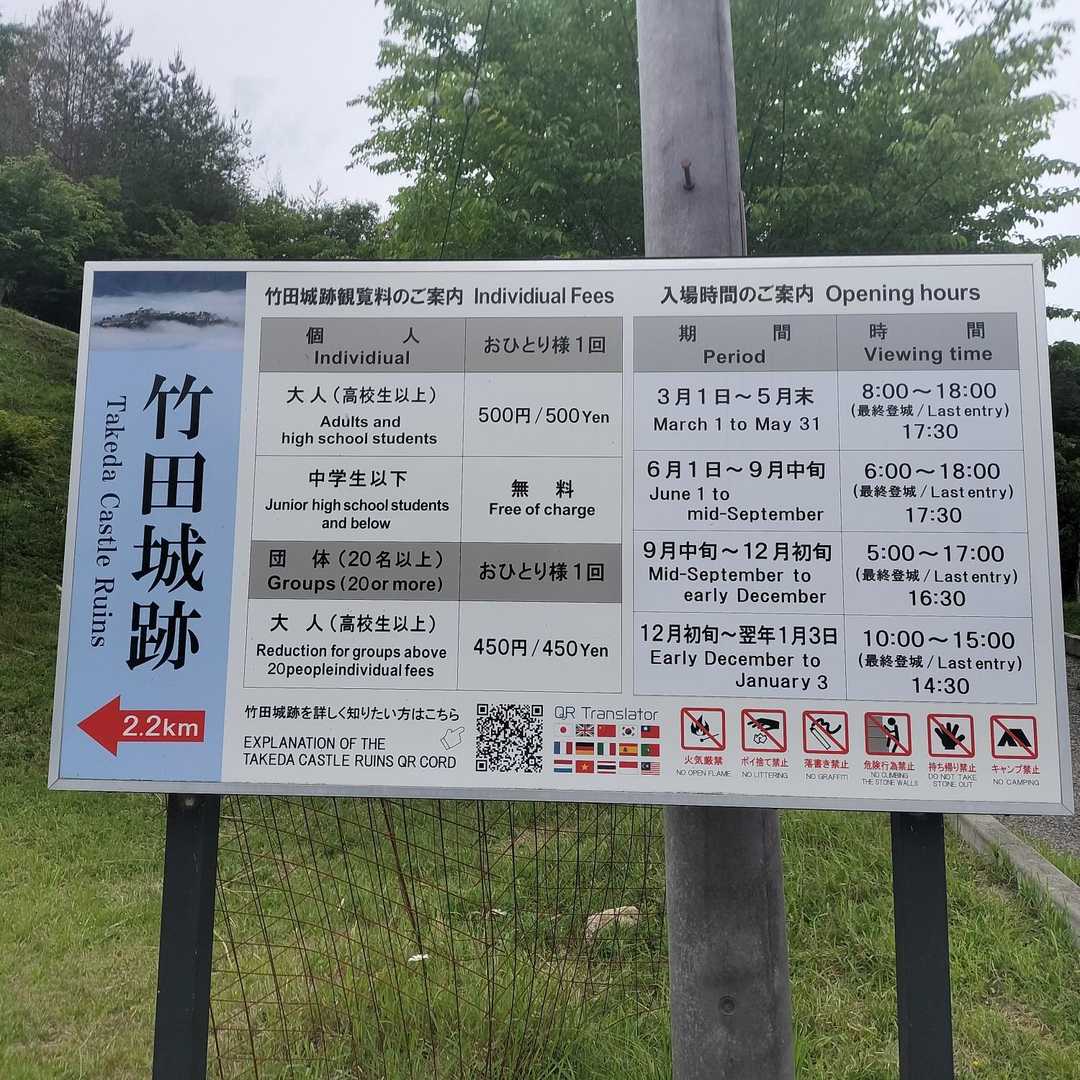 竹田城跡
Takeda Castle Ruins
2.2km
竹田城跡観覧料のご案内 Individiual Fees
個人 おひとり様1回
Individiual
大人(高校生以上)
Adults and
high school students
500円/500Yen
中学生以下
Junior high school students
and below
無料
Free of charge
団体(20名以上) おひとり様1回
Groups(20or more)
大人(高校生以上)
Reduction for groups above
20peopleindividual fees
450円/450Yen
竹田城跡を詳しく知りたい方はこちら
EXPLANATION OF THE
TAKEDA CASTLE RUINS QR CORD
QR Translator
入場時間のご案内 Opening hours
期間 時間
Period Viewing time
3月1日~5月末
March 1 to May 31
8:00~18:00
(最終登城/Last entry)
17:30
6月1日~9月中旬
June 1 to
mid-September
6:00~18:00
(最終登城/Last entry)
17:30
9月中旬~12月初旬
Mid-September to
early December
5:00~17:00
(最終登城/Last entry)
16:30
12月初旬~翌年1月3日
Early December to
January 3
10:00~15:00
(最終登城/Last entry)
14:30
火気厳禁
NO OPEN FLAME
ポイ捨て禁止
NO LITTERING
落書き禁止
NO GRAFFITI
危険行為禁止
NO CLIMBING
THE STONE WALLS
持ち帰り禁止
DO NOT TAKE
STONE OUT
キャンプ禁止
NO CAMPING